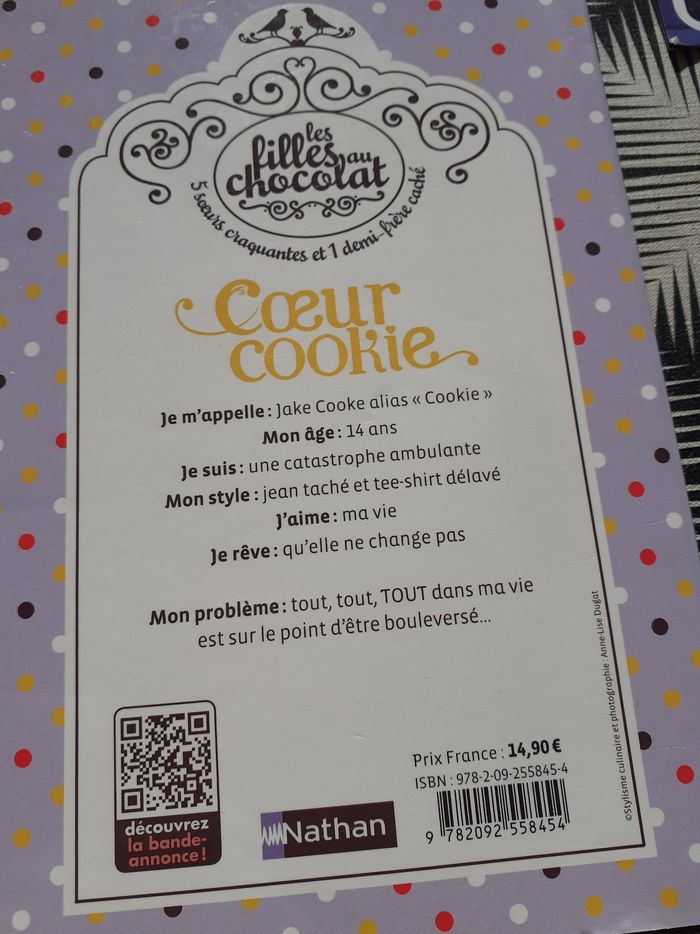 les
filles au
chocolat
5 sœurs craquantes et 1 demi-frère caché
Cœur
cookie
Je m'appelle : Jake Cooke alias « Cookie »
Mon âge : 14 ans
Je suis : une catastrophe ambulante
Mon style : jean taché et tee-shirt délavé
J'aime : ma vie
Je rêve : qu'elle ne change pas
Mon problème : tout, tout, TOUT dans ma vie
est sur le point d'être bouleversé...
découvrez
la bande-
annonce !
Nathan
Prix France : 14,90 €
ISBN : 978-2-09-255845-4
9 782092 558454
©Stylisme culinaire et photographie : Anne-Lise Dugat